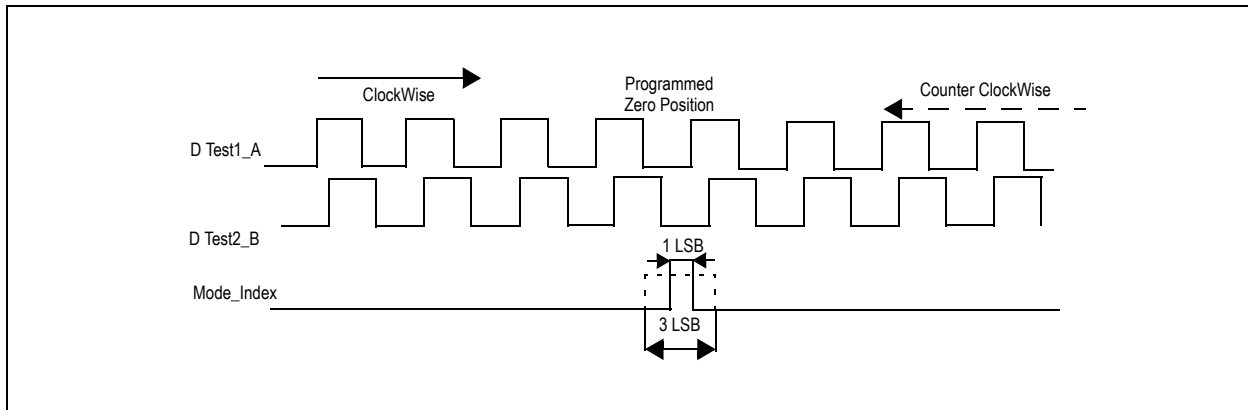 ClockWise
Programmed
Zero Position
Counter ClockWise
D Test1_A
D Test2_B
1 LSB
Mode_Index
3 LSB